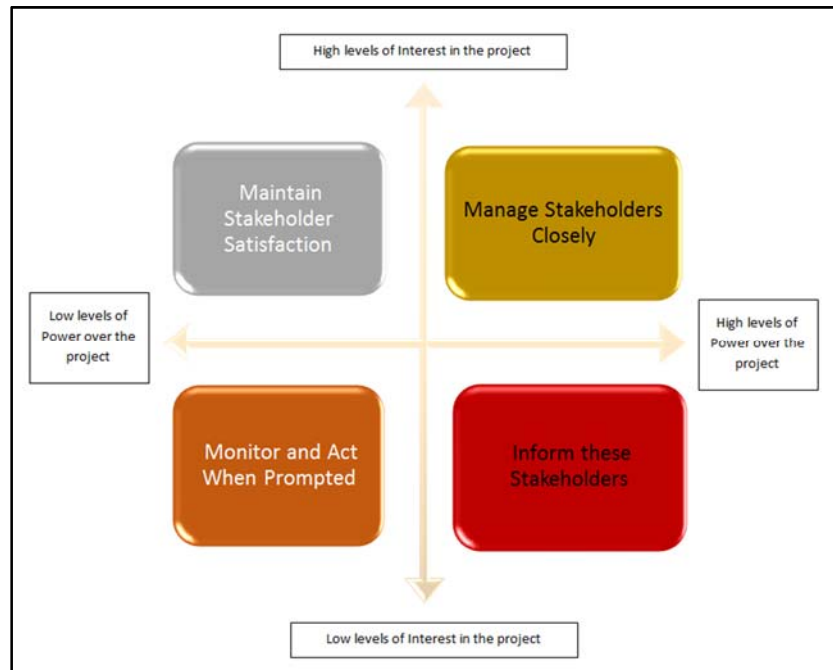 High levels of Interest in the project
Maintain
Stakeholder
Satisfaction
Manage Stakeholders
Closely
Low levels of
Power over the
project
High levels of
Power over the
project
Monitor and Act
When Prompted
Inform these
Stakeholders
Low levels of Interest in the project